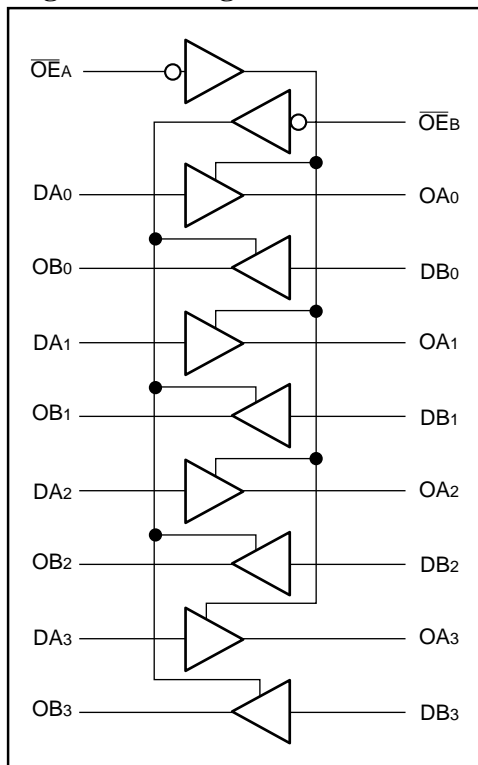 OEA
OEB
DA0 OA0
OB0 DB0
DA1 OA1
OB1 DB1
DA2 OA2
OB2 DB2
DA3 OA3
OB3 DB3